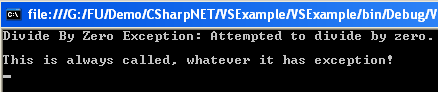 file:///G:/FU/Demo/CSharpNET/VSExample/VSExample/bin/Debug/V
Divide By Zero Exception: Attempted to divide by zero.
This is always called, whatever it has exception!